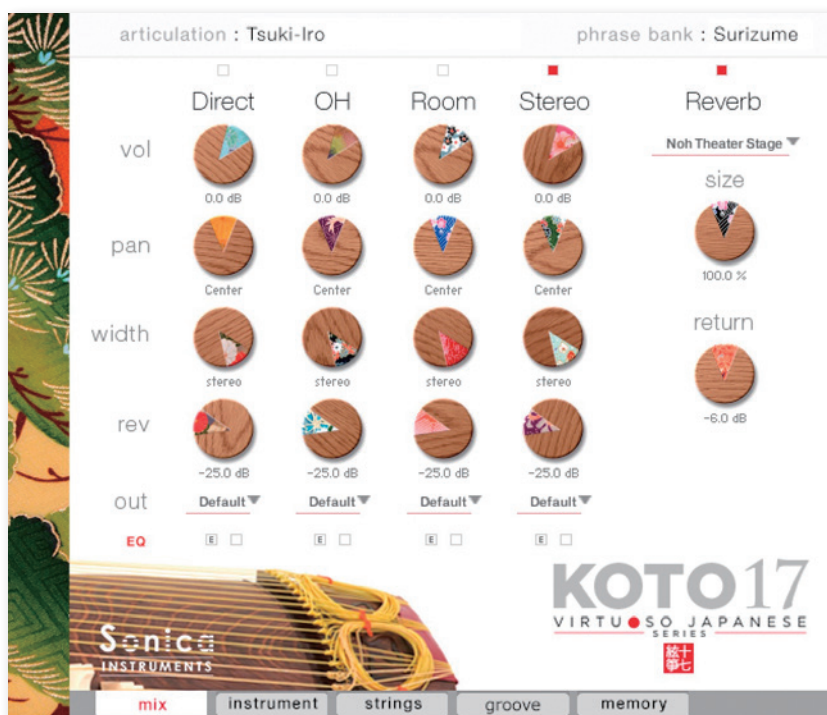 articulation : Tsuki-Iro phrase bank : Surizume
Direct OH Room Stereo Reverb
vol Noh Theater Stage
size
0.0 dB 0.0 dB 0.0 dB 0.0 dB
pan 100.0 %
Center Center Center Center
width return
stereo stereo stereo stereo
rev -6.0 dB
-25.0 dB -25.0 dB -25.0 dB -25.0 dB
out Default Default Default Default
EQ E E E E
KOTO 17
VIRTUOSO JAPANESE
SERIES
Sonica
INSTRUMENTS
mix instrument strings groove memory